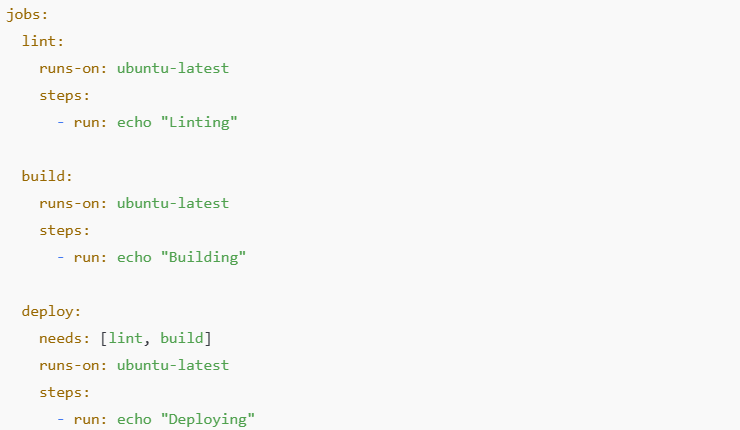 jobs:
  lint:
    runs-on: ubuntu-latest
    steps:
      - run: echo "Linting"

  build:
    runs-on: ubuntu-latest
    steps:
      - run: echo "Building"

  deploy:
    needs: [lint, build]
    runs-on: ubuntu-latest
    steps:
      - run: echo "Deploying"